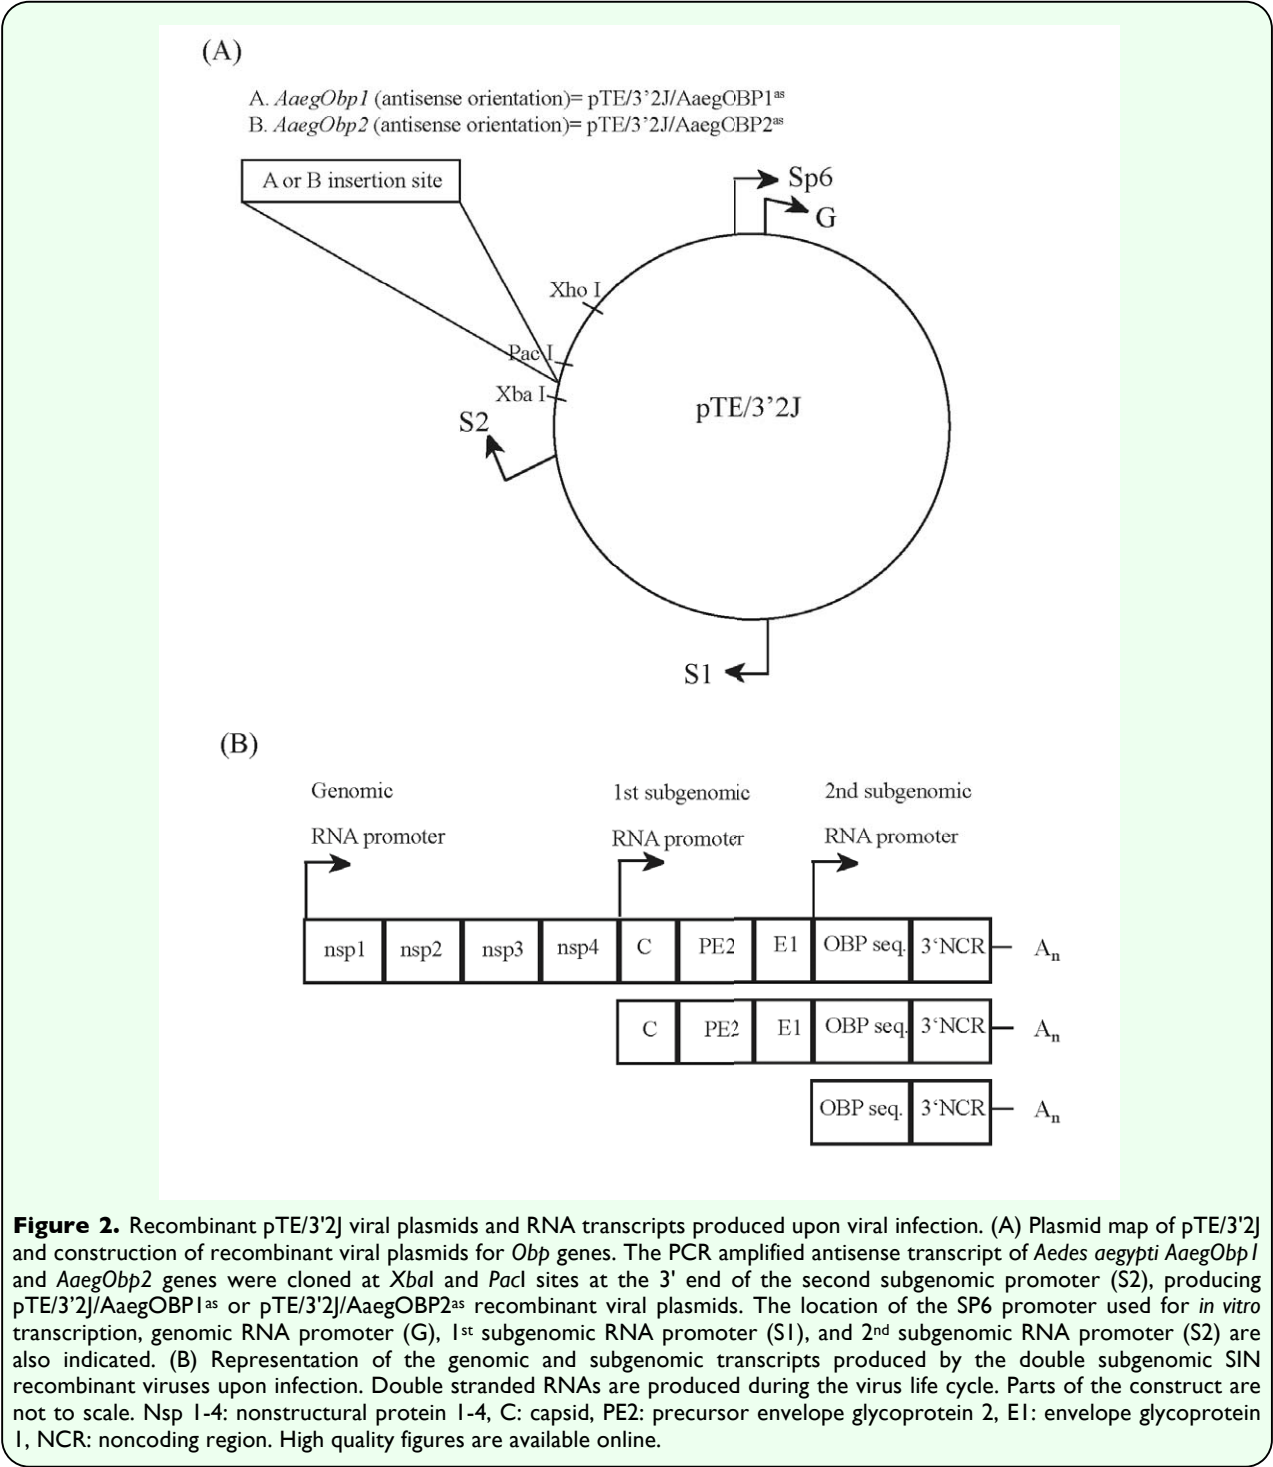 (A)
A. AaegObp1 (antisense orientation)= pTE/3’2J/AaegOBP1as
B. AaegObp2 (antisense orientation)= pTE/3’2J/AaegOBP2as
A or B insertion site
Sp6
G
Xho I
Pac I
Xba I
S2
pTE/3’2J
S1
(B)
Genomic
RNA promoter
1st subgenomic
RNA promoter
2nd subgenomic
RNA promoter
nsp1 nsp2 nsp3 nsp4 C PE2 E1 OBP seq. 3‘NCR An
C PE2 E1 OBP seq. 3‘NCR An
OBP seq. 3‘NCR An
Figure 2. Recombinant pTE/3'2J viral plasmids and RNA transcripts produced upon viral infection. (A) Plasmid map of pTE/3'2J
and construction of recombinant viral plasmids for Obp genes. The PCR amplified antisense transcript of Aedes aegypti AaegObp1
and AaegObp2 genes were cloned at XbaI and PacI sites at the 3' end of the second subgenomic promoter (S2), producing
pTE/3’2J/AaegOBP1as or pTE/3'2J/AaegOBP2as recombinant viral plasmids. The location of the SP6 promoter used for in vitro
transcription, genomic RNA promoter (G), 1st subgenomic RNA promoter (S1), and 2nd subgenomic RNA promoter (S2) are
also indicated. (B) Representation of the genomic and subgenomic transcripts produced by the double subgenomic SIN
recombinant viruses upon infection. Double stranded RNAs are produced during the virus life cycle. Parts of the construct are
not to scale. Nsp 1-4: nonstructural protein 1-4, C: capsid, PE2: precursor envelope glycoprotein 2, E1: envelope glycoprotein
1, NCR: noncoding region. High quality figures are available online.